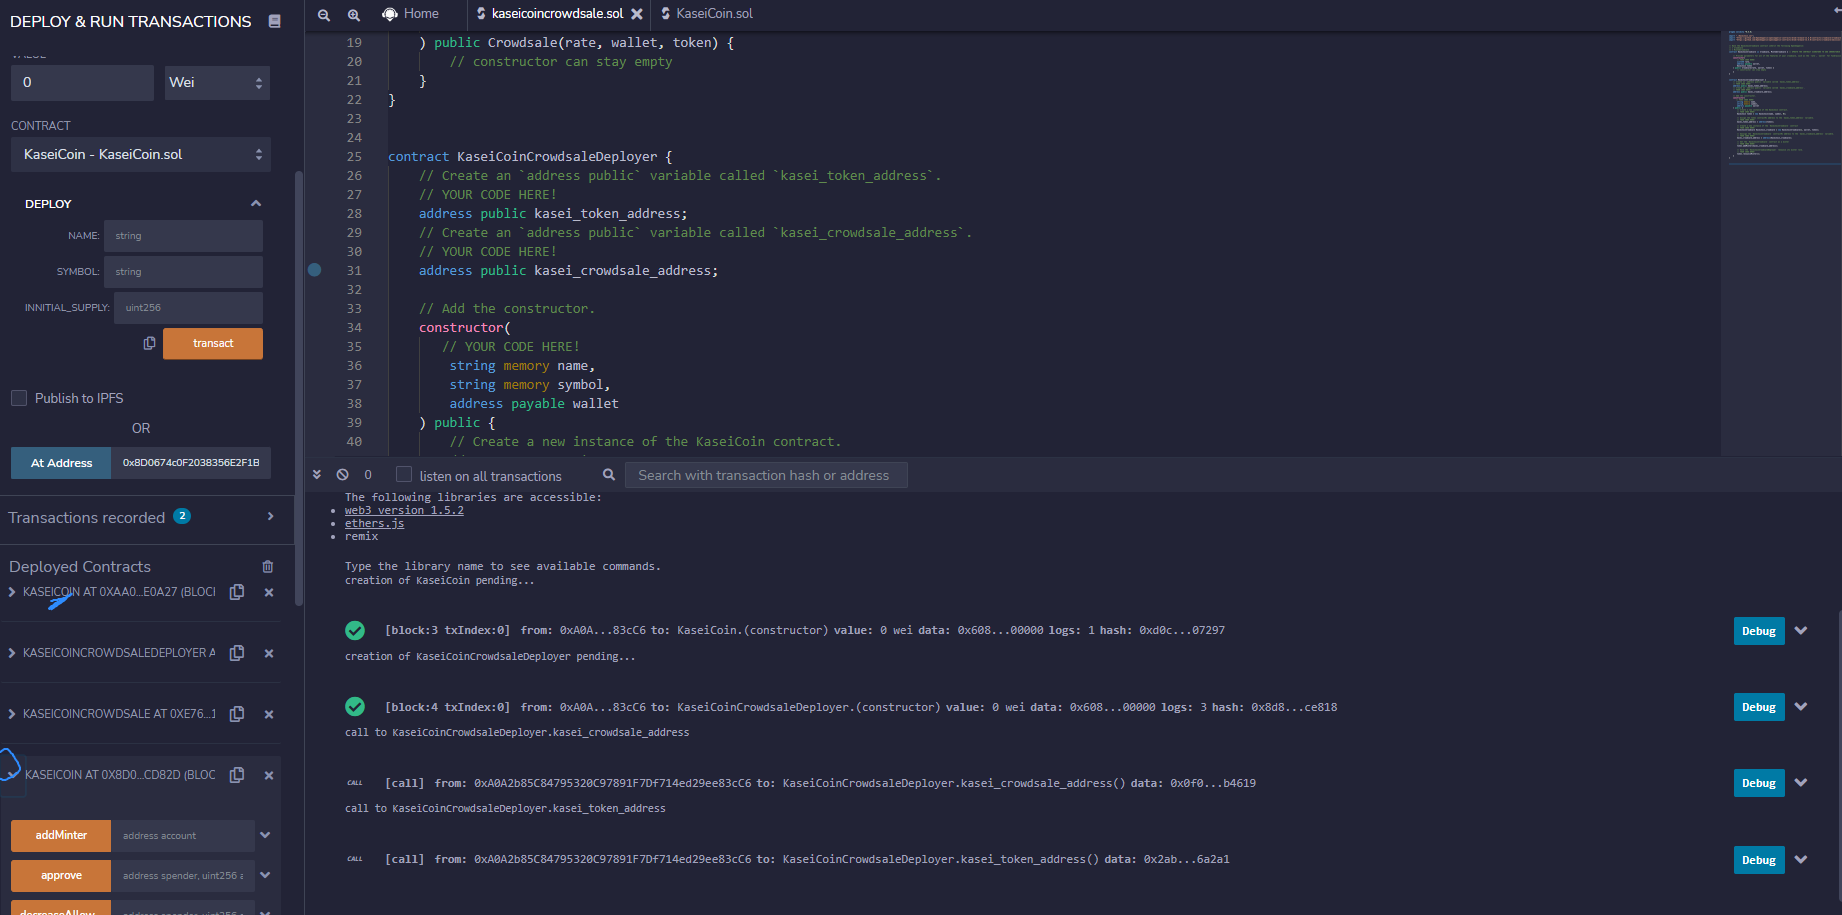 DEPLOY & RUN TRANSACTIONS
VALUE
0
Wei
CONTRACT
KaseiCoin - KaseiCoin.sol
DEPLOY
NAME:
string
SYMBOL:
string
INNITIAL_SUPPLY:
uint256
transact
Publish to IPFS
OR
At Address
0x8D0674c0F2038356E2F1B
Transactions recorded 2
Deployed Contracts
KASEICOIN AT 0XAA0...E0A27 (BLOCI
KASEICOINCROWDSALEDEPLOYER A
KASEICOINCROWDSALE AT 0XE76...1
KASEICOIN AT 0X8D0...CD82D (BLOC
addMinter
address account
approve
address spender, uint256 a
decreaseAllow...
address spender, uint256 s
Home
kaseicoincrowdsale.sol
KaseiCoin.sol
19 ) public Crowdsale(rate, wallet, token) {
20 // constructor can stay empty
21 }
22 }
23
24
25 contract KaseiCoinCrowdsaleDeployer {
26 // Create an `address public` variable called `kasei_token_address`.
27 // YOUR CODE HERE!
28 address public kasei_token_address;
29 // Create an `address public` variable called `kasei_crowdsale_address`.
30 // YOUR CODE HERE!
31 address public kasei_crowdsale_address;
32
33 // Add the constructor.
34 constructor(
35 // YOUR CODE HERE!
36 string memory name,
37 string memory symbol,
38 address payable wallet
39 ) public {
40 // Create a new instance of the KaseiCoin contract.
0
listen on all transactions
Search with transaction hash or address
The following libraries are accessible:
• web3 version 1.5.2
• ethers.js
• remix
Type the library name to see available commands.
creation of KaseiCoin pending...
[block:3 txIndex:0] from: 0xA0A...83cC6 to: KaseiCoin.(constructor) value: 0 wei data: 0x608...00000 logs: 1 hash: 0xd0c...07297
Debug
creation of KaseiCoinCrowdsaleDeployer pending...
[block:4 txIndex:0] from: 0xA0A...83cC6 to: KaseiCoinCrowdsaleDeployer.(constructor) value: 0 wei data: 0x608...00000 logs: 3 hash: 0x8d8...ce818
Debug
call to KaseiCoinCrowdsaleDeployer.kasei_crowdsale_address
CALL
[call] from: 0xA0A2b85C84795320C97891F7Df714ed29ee83cC6 to: KaseiCoinCrowdsaleDeployer.kasei_crowdsale_address() data: 0x0f0...b4619
Debug
call to KaseiCoinCrowdsaleDeployer.kasei_token_address
CALL
[call] from: 0xA0A2b85C84795320C97891F7Df714ed29ee83cC6 to: KaseiCoinCrowdsaleDeployer.kasei_token_address() data: 0x2ab...6a2a1
Debug